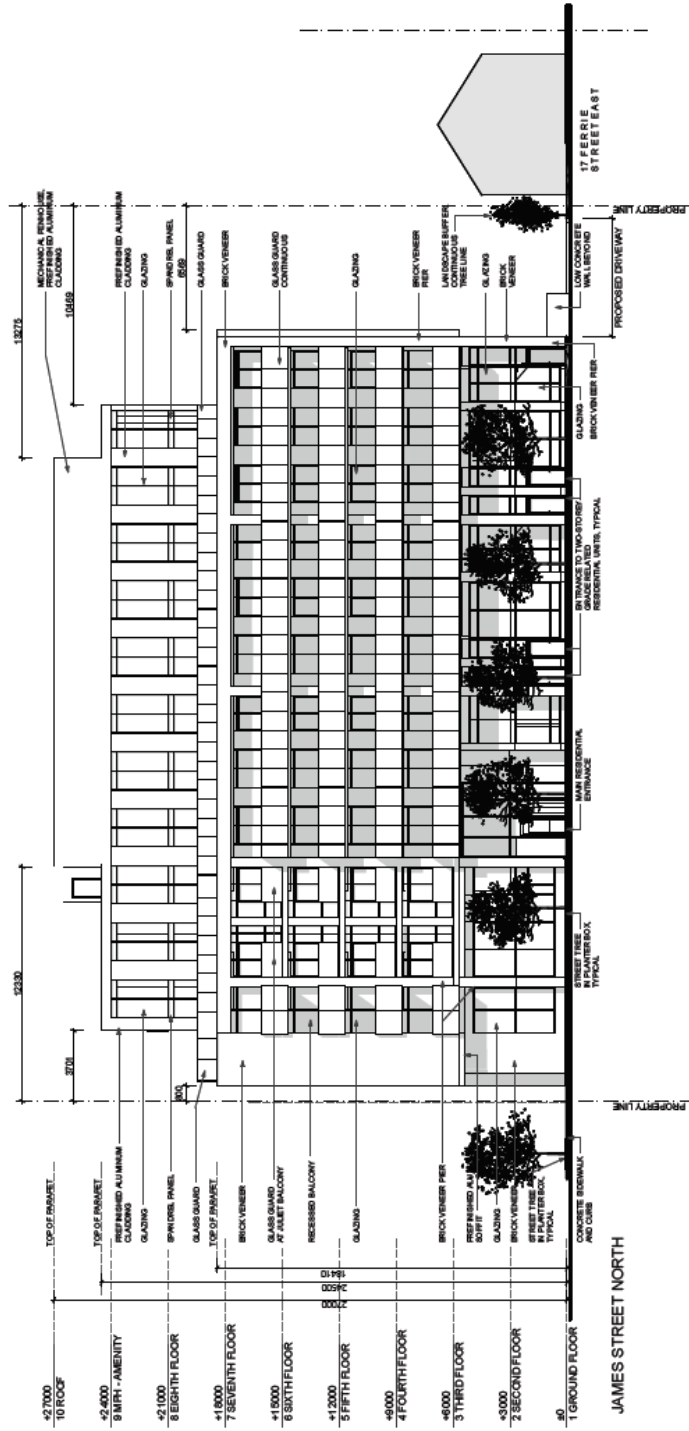 13275
10469
MECHANICAL PENHOUSE,
PREFINISHED ALUMINUM
CLADDING
PREFINISHED ALUMINUM
CLADDING
GLAZING
SPANDREL PANEL
GLASS GUARD
6569
BRICK VENEER
GLASS GUARD
CONTINUOUS
GLAZING
BRICK VENEER
PIER
LANDSCAPE BUFFER,
CONTINUOUS
TREE LINE
GLAZING
BRICK
VENEER
LOW CONCRETE
WALL BEYOND
PROPERTY LINE
PROPOSED DRIVEWAY
17 FERRIE
STREET EAST
12330
3701
600
TOP OF PARAPET
TOP OF PARAPET
PREFINISHED ALUMINUM
CLADDING
GLAZING
SPANDREL PANEL
GLASS GUARD
TOP OF PARAPET
BRICK VENEER
GLASS GUARD
AT JULIET BALCONY
RECESSED BALCONY
GLAZING
BRICK VENEER PIER
PREFINISHED ALUM
SOFFIT
GLAZING
BRICK VENEER
STREET TREE
IN PLANTER BOX,
TYPICAL
CONCRETE SIDEWALK
AND CURB
PROPERTY LINE
STREET TREE
IN PLANTER BOX,
TYPICAL
MAIN RESIDENTIAL
ENTRANCE
ENTRANCE TO TWO-STOREY
GRADE RELATED
RESIDENTIAL UNITS, TYPICAL
GLAZING
BRICK VENEER PIER
18410
24500
27000
+27000
10 ROOF
+24000
9 MPH - AMENITY
+21000
8 EIGHTH FLOOR
+18000
7 SEVENTH FLOOR
+15000
6 SIXTH FLOOR
+12000
5 FIFTH FLOOR
+9000
4 FOURTH FLOOR
+6000
3 THIRD FLOOR
+3000
2 SECOND FLOOR
±0
1 GROUND FLOOR
JAMES STREET NORTH